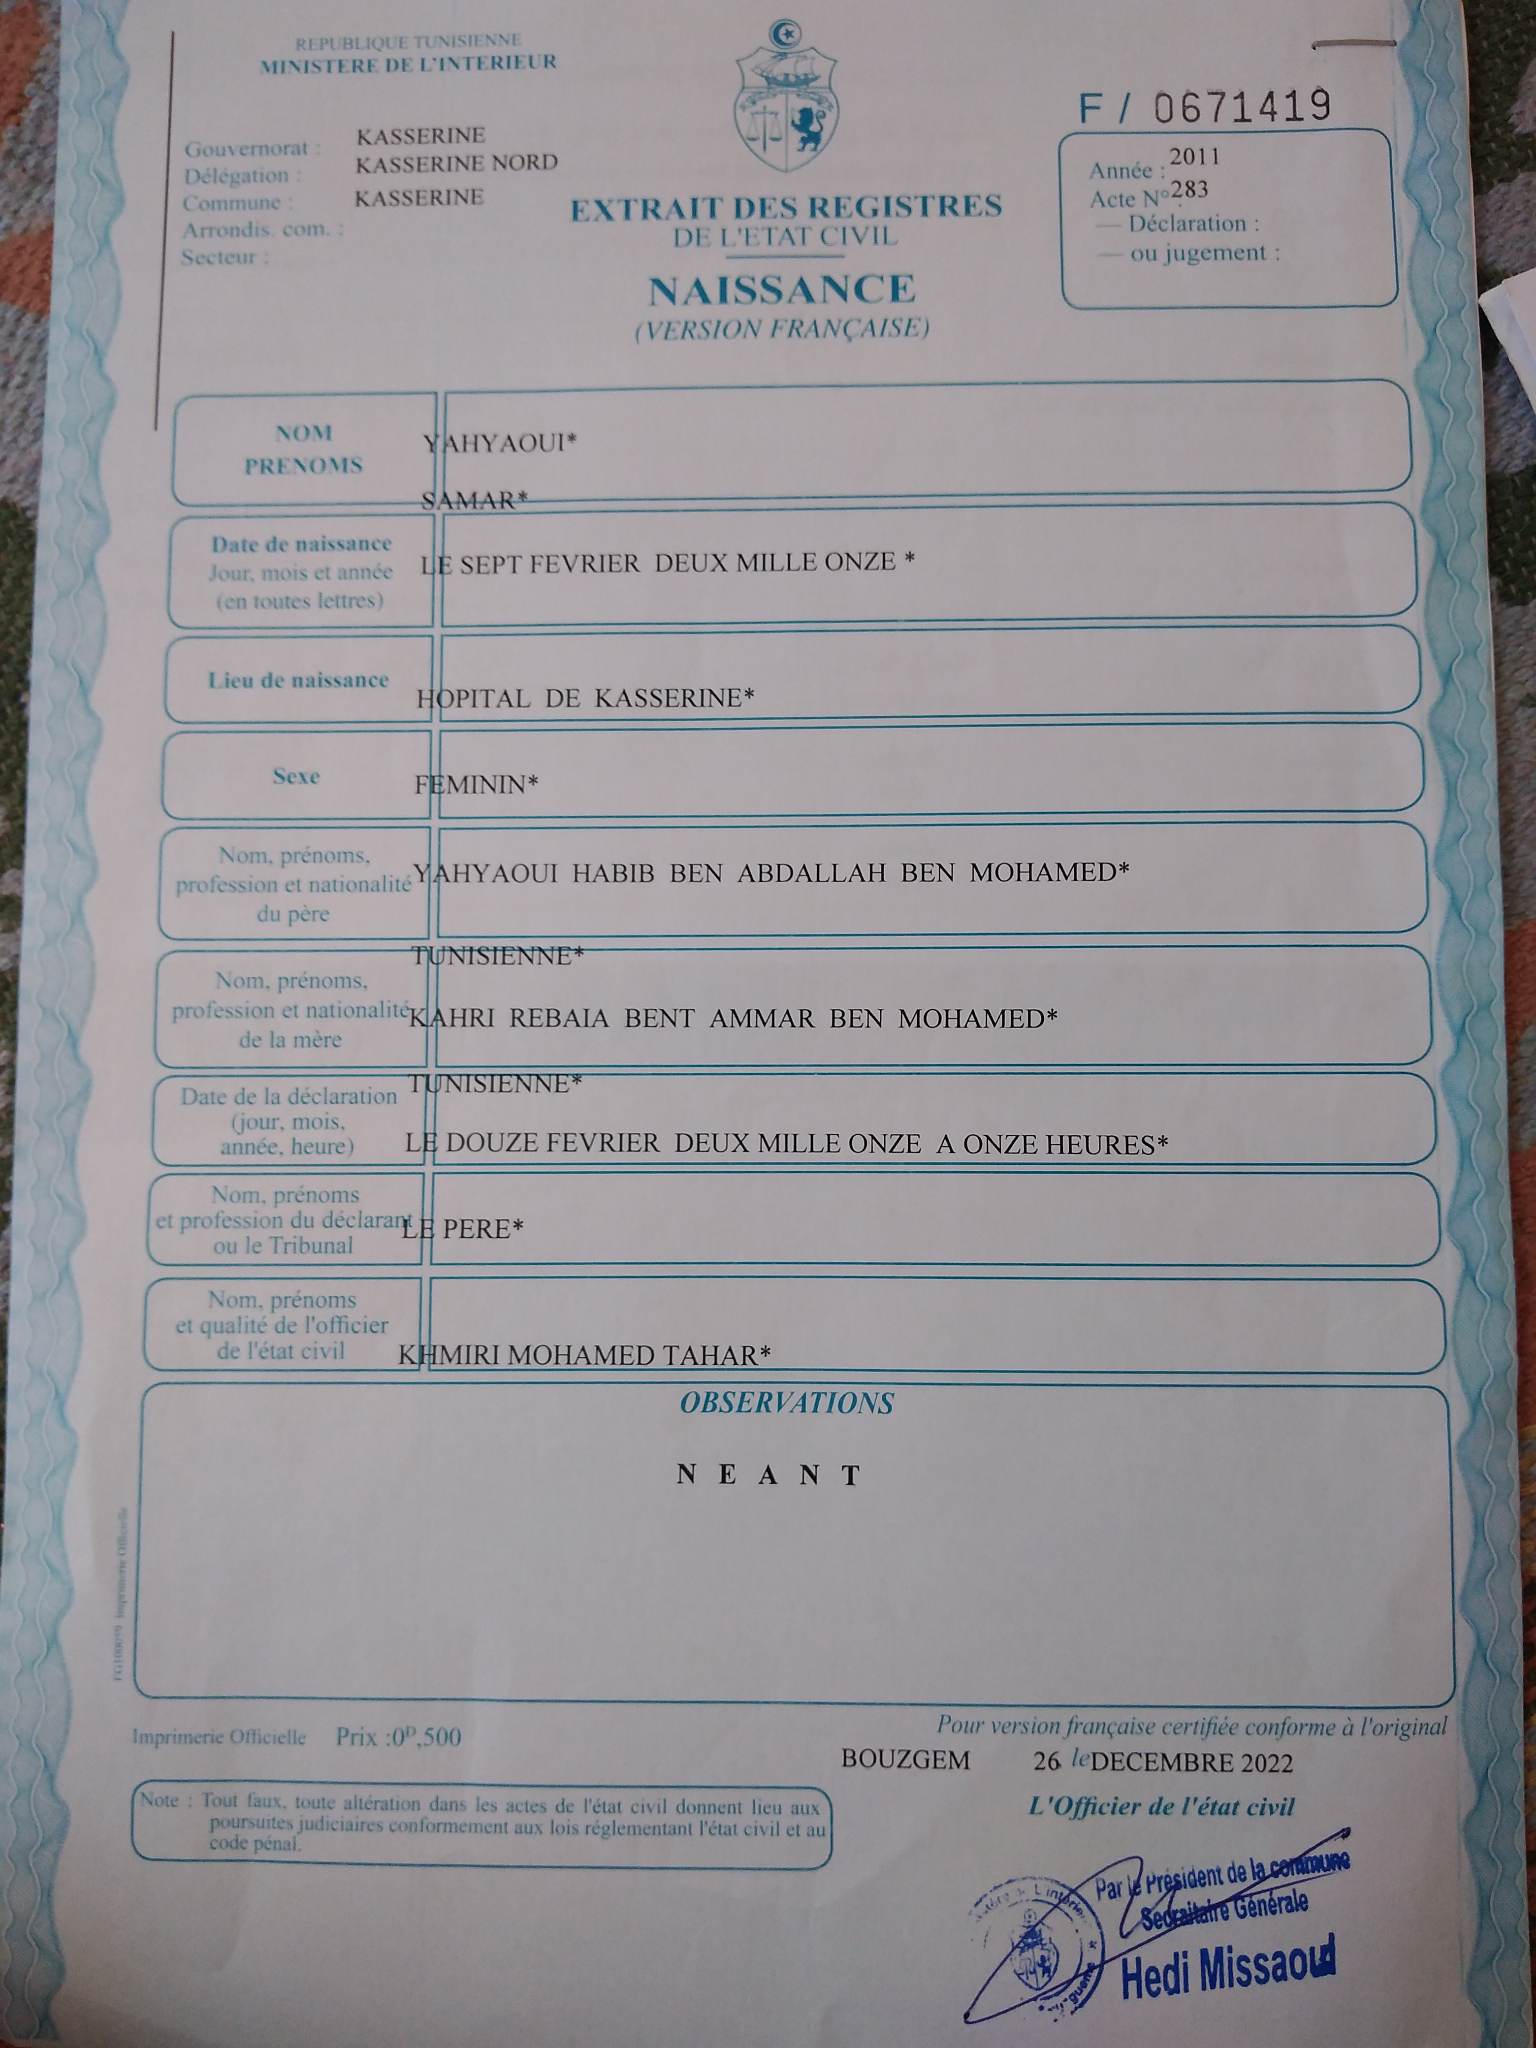 REPUBLIQUE TUNISIENNE
MINISTERE DE L'INTERIEUR
F / 0671419
Gouvernorat : KASSERINE
Délégation : KASSERINE NORD
Commune : KASSERINE
Arrondis. com. :
Secteur :
EXTRAIT DES REGISTRES
DE L'ETAT CIVIL
NAISSANCE
(VERSION FRANÇAISE)
Année : 2011
Acte N° 283
— Déclaration :
— ou jugement :
NOM
PRENOMS
YAHYAOUI*
SAMAR*
Date de naissance
Jour, mois et année
(en toutes lettres)
LE SEPT FEVRIER DEUX MILLE ONZE *
Lieu de naissance
HOPITAL DE KASSERINE*
Sexe
FEMININ*
Nom, prénoms,
profession et nationalité
du père
YAHYAOUI HABIB BEN ABDALLAH BEN MOHAMED*
TUNISIENNE*
Nom, prénoms,
profession et nationalité
de la mère
KAHRI REBAIA BENT AMMAR BEN MOHAMED*
TUNISIENNE*
Date de la déclaration
(jour, mois,
année, heure)
LE DOUZE FEVRIER DEUX MILLE ONZE A ONZE HEURES*
Nom, prénoms
et profession du déclarant
ou le Tribunal
LE PERE*
Nom, prénoms
et qualité de l'officier
de l'état civil
KHMIRI MOHAMED TAHAR*
OBSERVATIONS
N E A N T
Imprimerie Officielle
Imprimerie Officielle Prix :0D,500
Pour version française certifiée conforme à l'original
BOUZGEM 26 le DECEMBRE 2022
L'Officier de l'état civil
Note : Tout faux, toute altération dans les actes de l'état civil donnent lieu aux
poursuites judiciaires conformement aux lois réglementant l'état civil et au
code pénal.
Par le Président de la commune
Secraitaire Générale
Hedi Missaoui